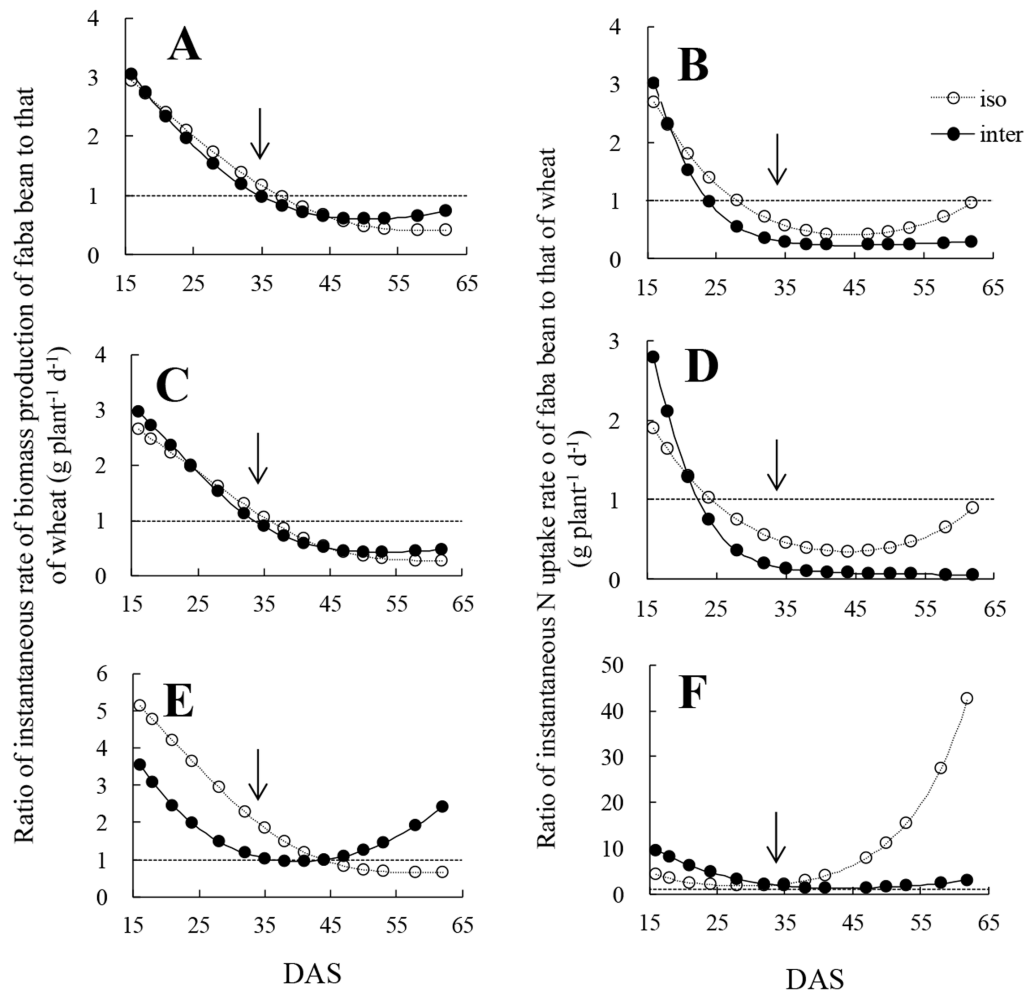 Ratio of instantaneous rate of biomass production of faba bean to that
of wheat (g plant-1 d-1)
A
4
3
2
1
0
15 25 35 45 55 65
C
4
3
2
1
0
15 25 35 45 55 65
E
6
5
4
3
2
1
0
15 25 35 45 55 65
DAS
Ratio of instantaneous N uptake rate o of faba bean to that of wheat
(g plant-1 d-1)
B
iso
inter
4
3
2
1
0
15 25 35 45 55 65
D
3
2
1
0
15 25 35 45 55 65
F
50
40
30
20
10
0
15 25 35 45 55 65
DAS